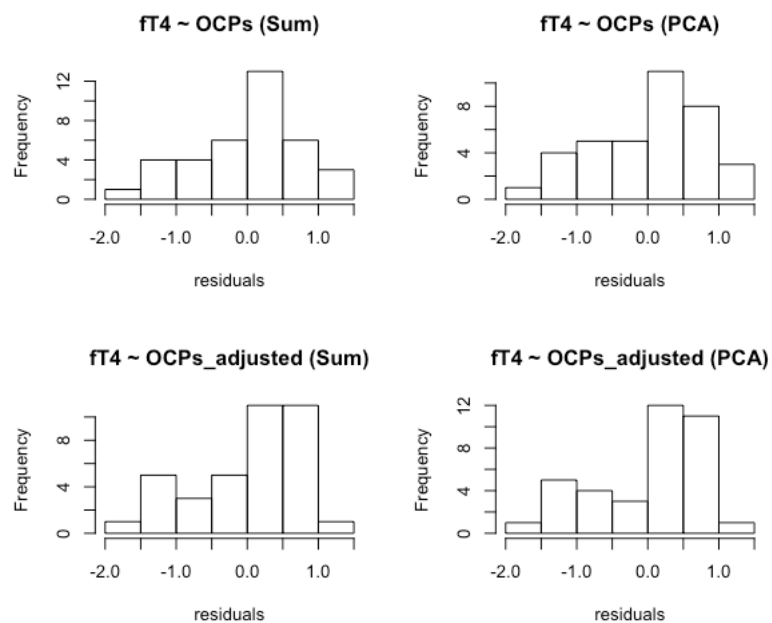 fT4 ~ OCPs (Sum)
Frequency
12
8
4
0
-2.0 -1.0 0.0 1.0
residuals
fT4 ~ OCPs (PCA)
Frequency
8
4
0
-2.0 -1.0 0.0 1.0
residuals
fT4 ~ OCPs_adjusted (Sum)
Frequency
8
4
0
-2.0 -1.0 0.0 1.0
residuals
fT4 ~ OCPs_adjusted (PCA)
Frequency
12
8
4
0
-2.0 -1.0 0.0 1.0
residuals